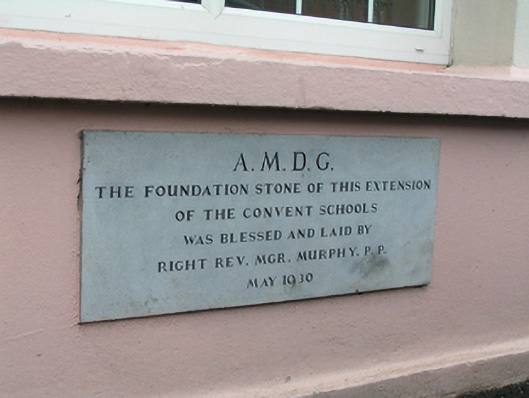 A.M.D.G.
THE FOUNDATION STONE OF THIS EXTENSION
OF THE CONVENT SCHOOLS
WAS BLESSED AND LAID BY
RIGHT REV. MGR. MURPHY, P. P.
MAY 1930